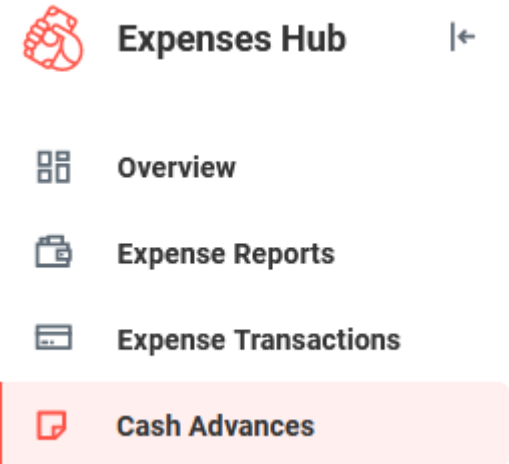 Expenses Hub
Overview
Expense Reports
Expense Transactions
Cash Advances